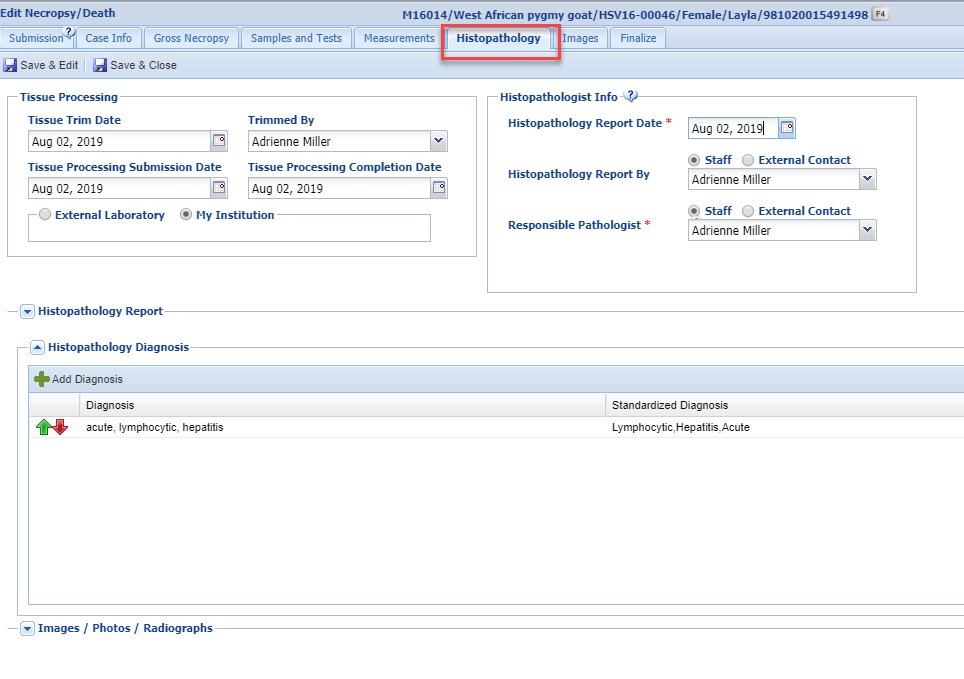 Edit Necropsy/Death
M16014/West African pygmy goat/HSV16-00046/Female/Layla/981020015491498 F4
Submission ? Case Info Gross Necropsy Samples and Tests Measurements Histopathology Images Finalize
Save & Edit Save & Close
Tissue Processing
Tissue Trim Date Trimmed By
Aug 02, 2019 Adrienne Miller
Tissue Processing Submission Date Tissue Processing Completion Date
Aug 02, 2019 Aug 02, 2019
External Laboratory My Institution
Histopathologist Info ?
Histopathology Report Date * Aug 02, 2019
Staff External Contact
Histopathology Report By Adrienne Miller
Staff External Contact
Responsible Pathologist * Adrienne Miller
Histopathology Report
Histopathology Diagnosis
Add Diagnosis
Diagnosis Standardized Diagnosis
acute, lymphocytic, hepatitis Lymphocytic,Hepatitis,Acute
Images / Photos / Radiographs